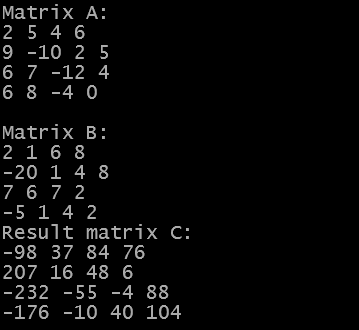 Matrix A:
2 5 4 6
9 -10 2 5
6 7 -12 4
6 8 -4 0

Matrix B:
2 1 6 8
-20 1 4 8
7 6 7 2
-5 1 4 2
Result matrix C:
-98 37 84 76
207 16 48 6
-232 -55 -4 88
-176 -10 40 104